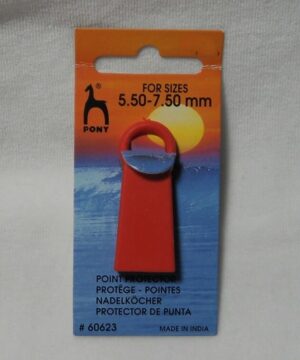 FOR SIZES
5.50-7.50 mm
PONY
POINT PROTECTOR
PROTÈGE - POINTES
NADELKÖCHER
PROTECTOR DE PUNTA
# 60623
MADE IN INDIA